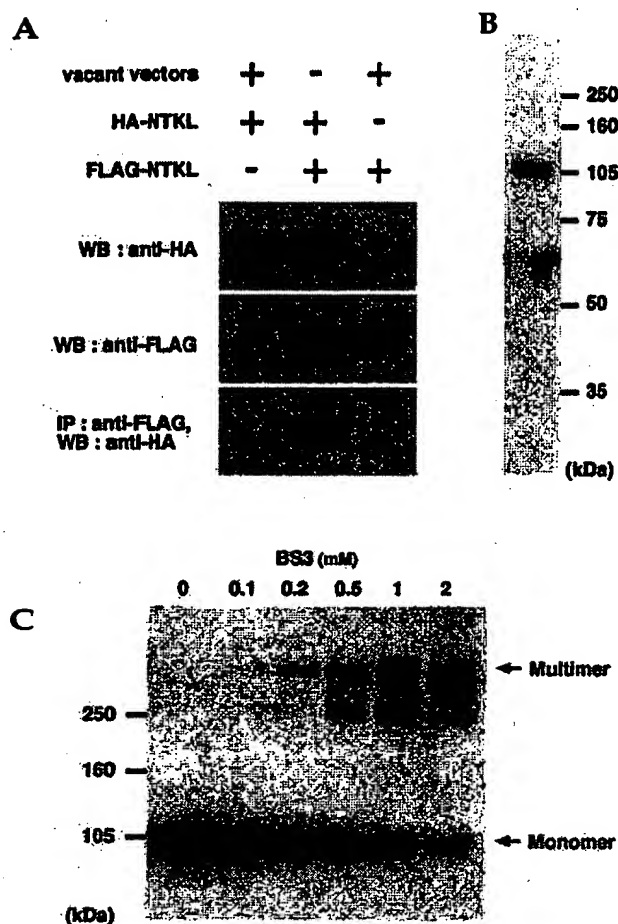 A
vacant vectors + - +
HA-NTKL + + -
FLAG-NTKL - + +
WB : anti-HA
WB : anti-FLAG
IP : anti-FLAG,
WB : anti-HA
B
250
160
105
75
50
35
(kDa)
C
BS3 (mM)
0 0.1 0.2 0.5 1 2
Multimer
250
160
105
Monomer
(kDa)